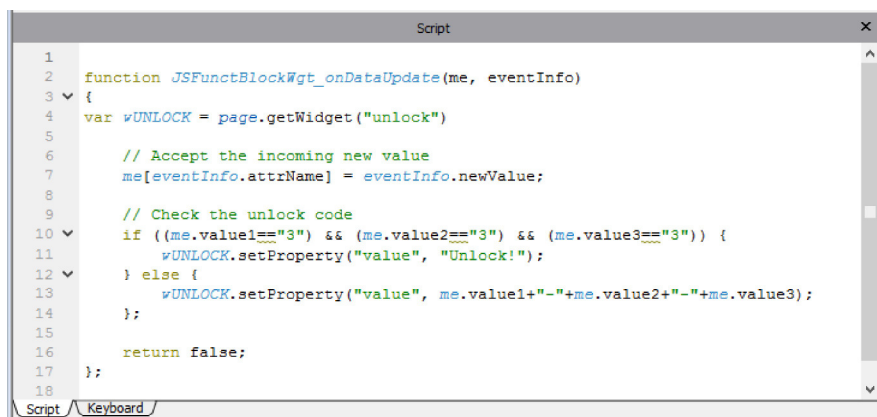 Script
1
2 function JSFunctBlockWgt_onDataUpdate(me, eventInfo)
3 {
4 var wUNLOCK = page.getWidget("unlock")
5
6 // Accept the incoming new value
7 me[eventInfo.attrName] = eventInfo.newValue;
8
9 // Check the unlock code
10 if ((me.value1=="3") && (me.value2=="3") && (me.value3=="3")) {
11 wUNLOCK.setProperty("value", "Unlock!");
12 } else {
13 wUNLOCK.setProperty("value", me.value1+"-"+me.value2+"-"+me.value3);
14 };
15
16 return false;
17 };
18
Script Keyboard